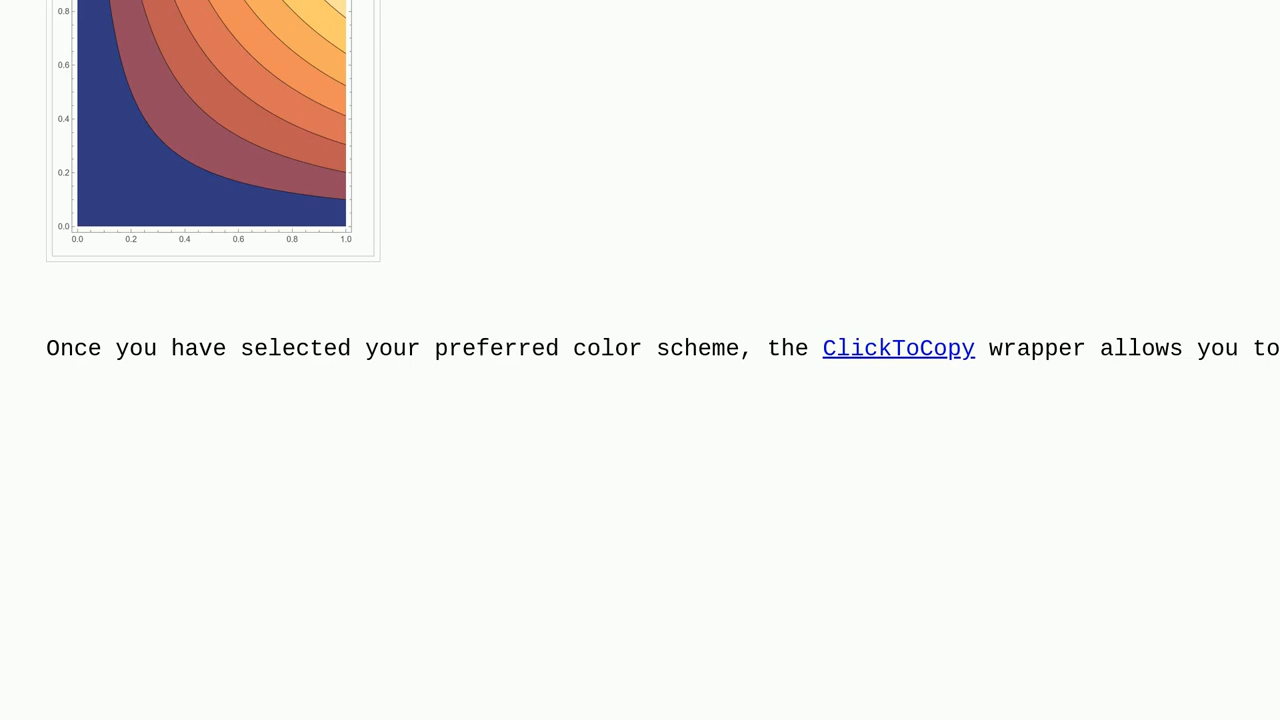 0.8
0.6
0.4
0.2
0.0
0.0 0.2 0.4 0.6 0.8 1.0
Once you have selected your preferred color scheme, the ClickToCopy wrapper allows you to